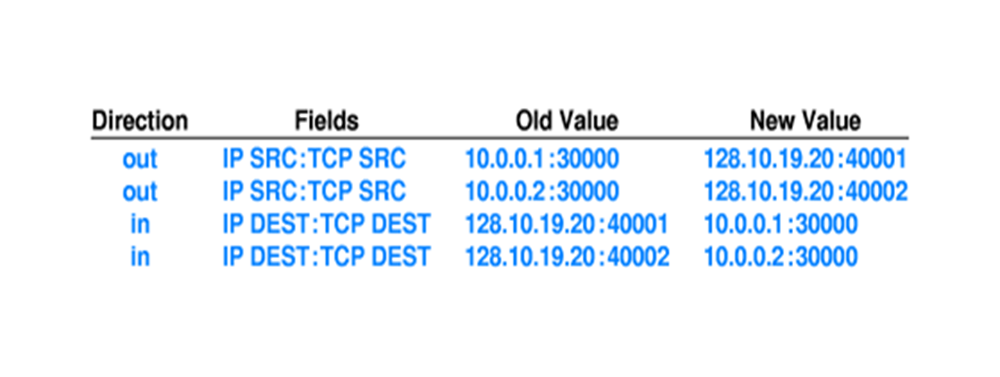 Direction Fields Old Value New Value
out IP SRC:TCP SRC 10.0.0.1:30000 128.10.19.20:40001
out IP SRC:TCP SRC 10.0.0.2:30000 128.10.19.20:40002
in IP DEST:TCP DEST 128.10.19.20:40001 10.0.0.1:30000
in IP DEST:TCP DEST 128.10.19.20:40002 10.0.0.2:30000